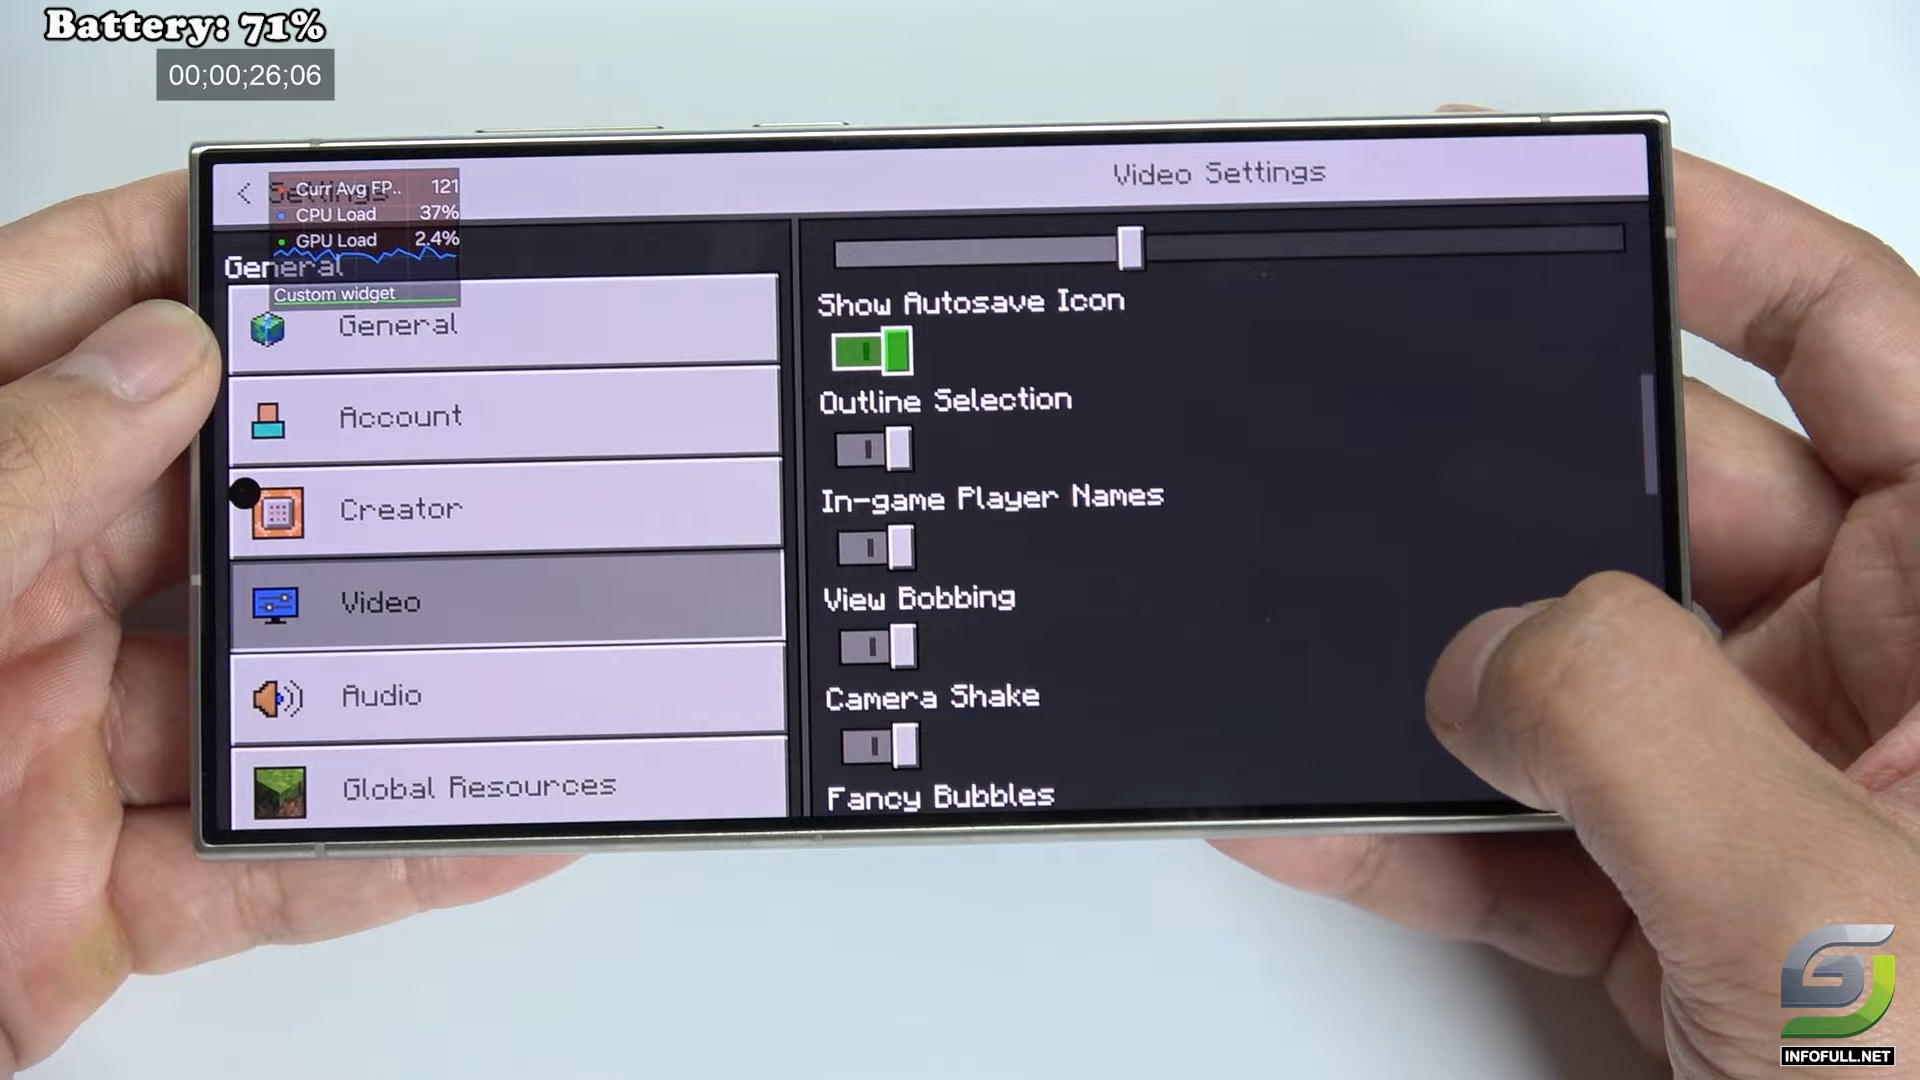 Battery: 71%
00;00;26;06
Settings
Video Settings
Curr Avg FP.. 121
CPU Load 37%
GPU Load 2.4%
Custom widget
General
General
Account
Creator
Video
Audio
Global Resources
Show Autosave Icon
Outline Selection
In-game Player Names
View Bobbing
Camera Shake
Fancy Bubbles
INFOFULL.NET